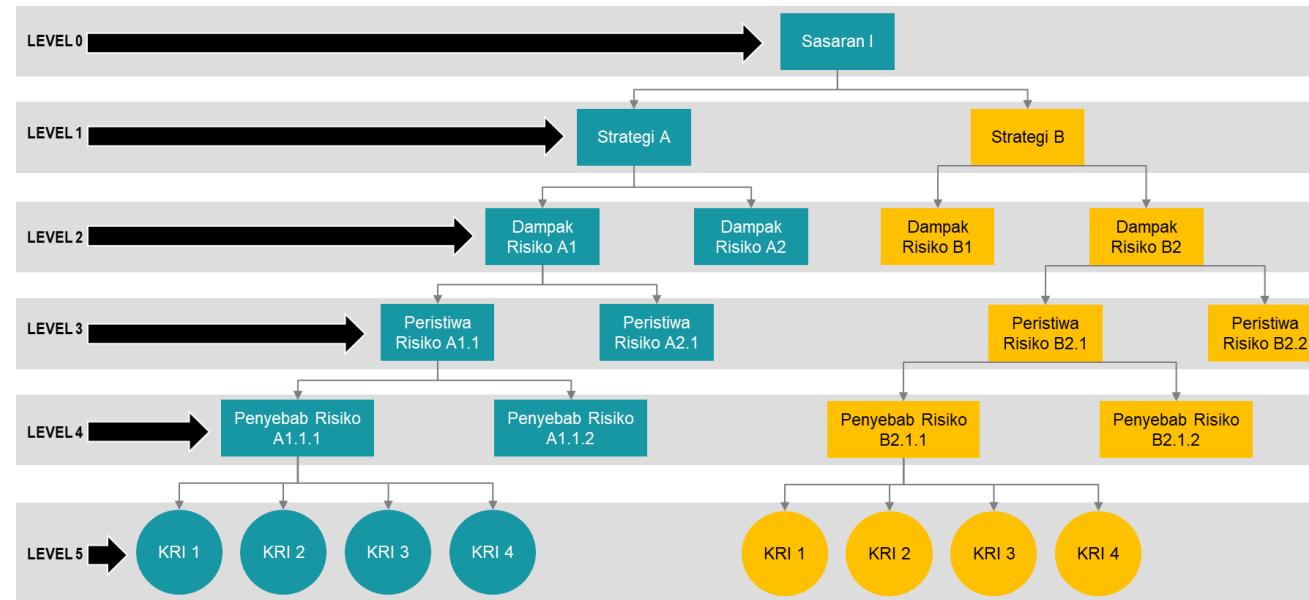 LEVEL 0
Sasaran I
LEVEL 1
Strategi A
Strategi B
LEVEL 2
Dampak
Risiko A1
Dampak
Risiko A2
Dampak
Risiko B1
Dampak
Risiko B2
LEVEL 3
Peristiwa
Risiko A1.1
Peristiwa
Risiko A2.1
Peristiwa
Risiko B2.1
Peristiwa
Risiko B2.2
LEVEL 4
Penyebab Risiko
A1.1.1
Penyebab Risiko
A1.1.2
Penyebab Risiko
B2.1.1
Penyebab Risiko
B2.1.2
LEVEL 5
KRI 1
KRI 2
KRI 3
KRI 4
KRI 1
KRI 2
KRI 3
KRI 4